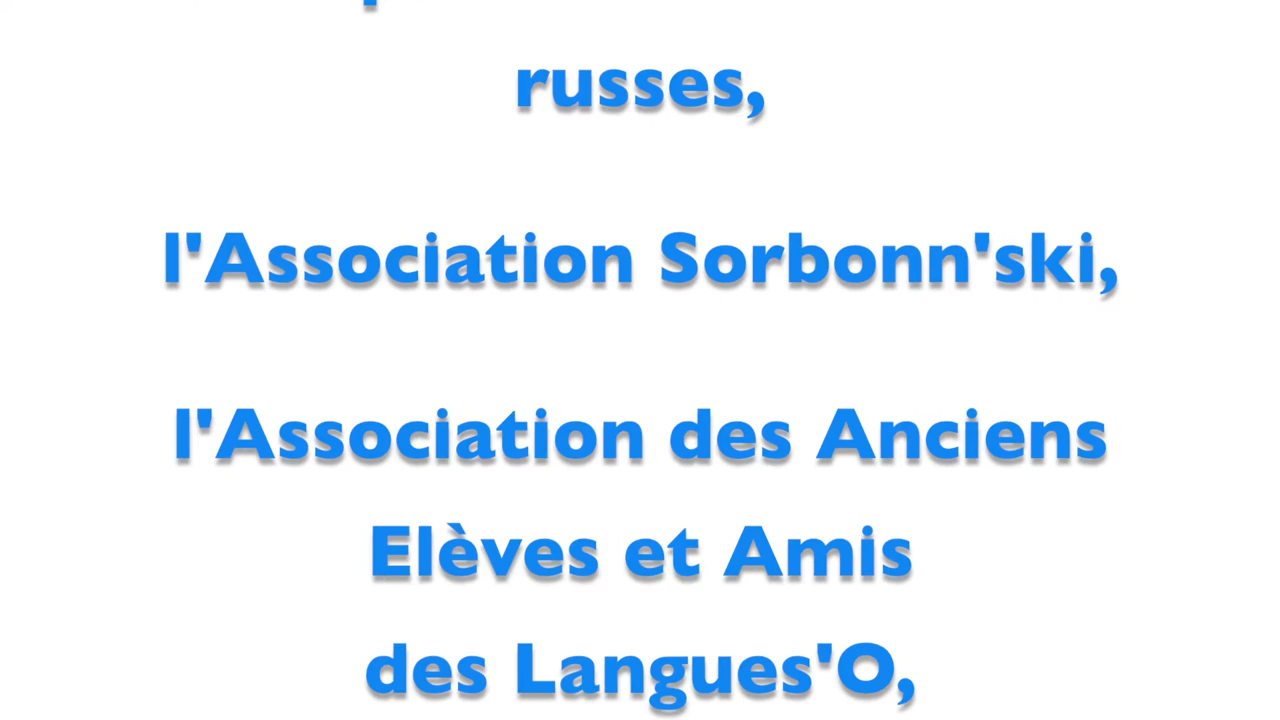 russes,
l'Association Sorbonn'ski,
l'Association des Anciens
Elèves et Amis
des Langues'O,